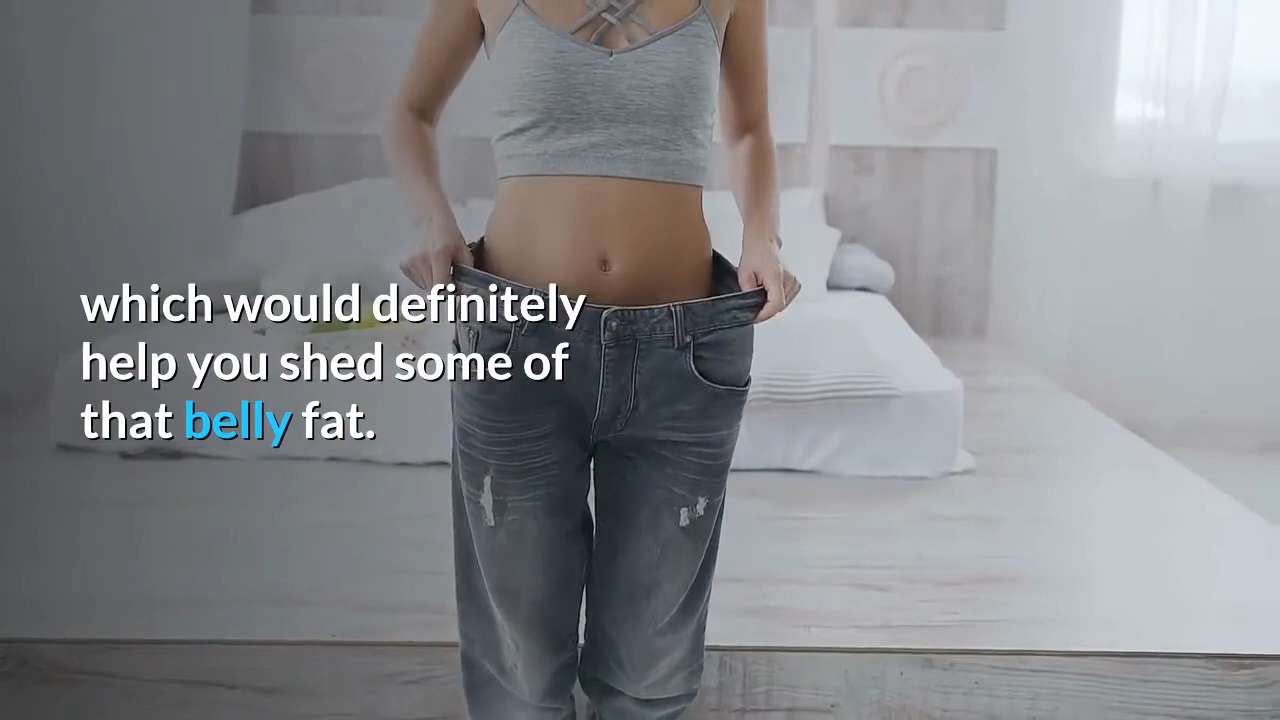 which would definitely
help you shed some of
that belly fat.